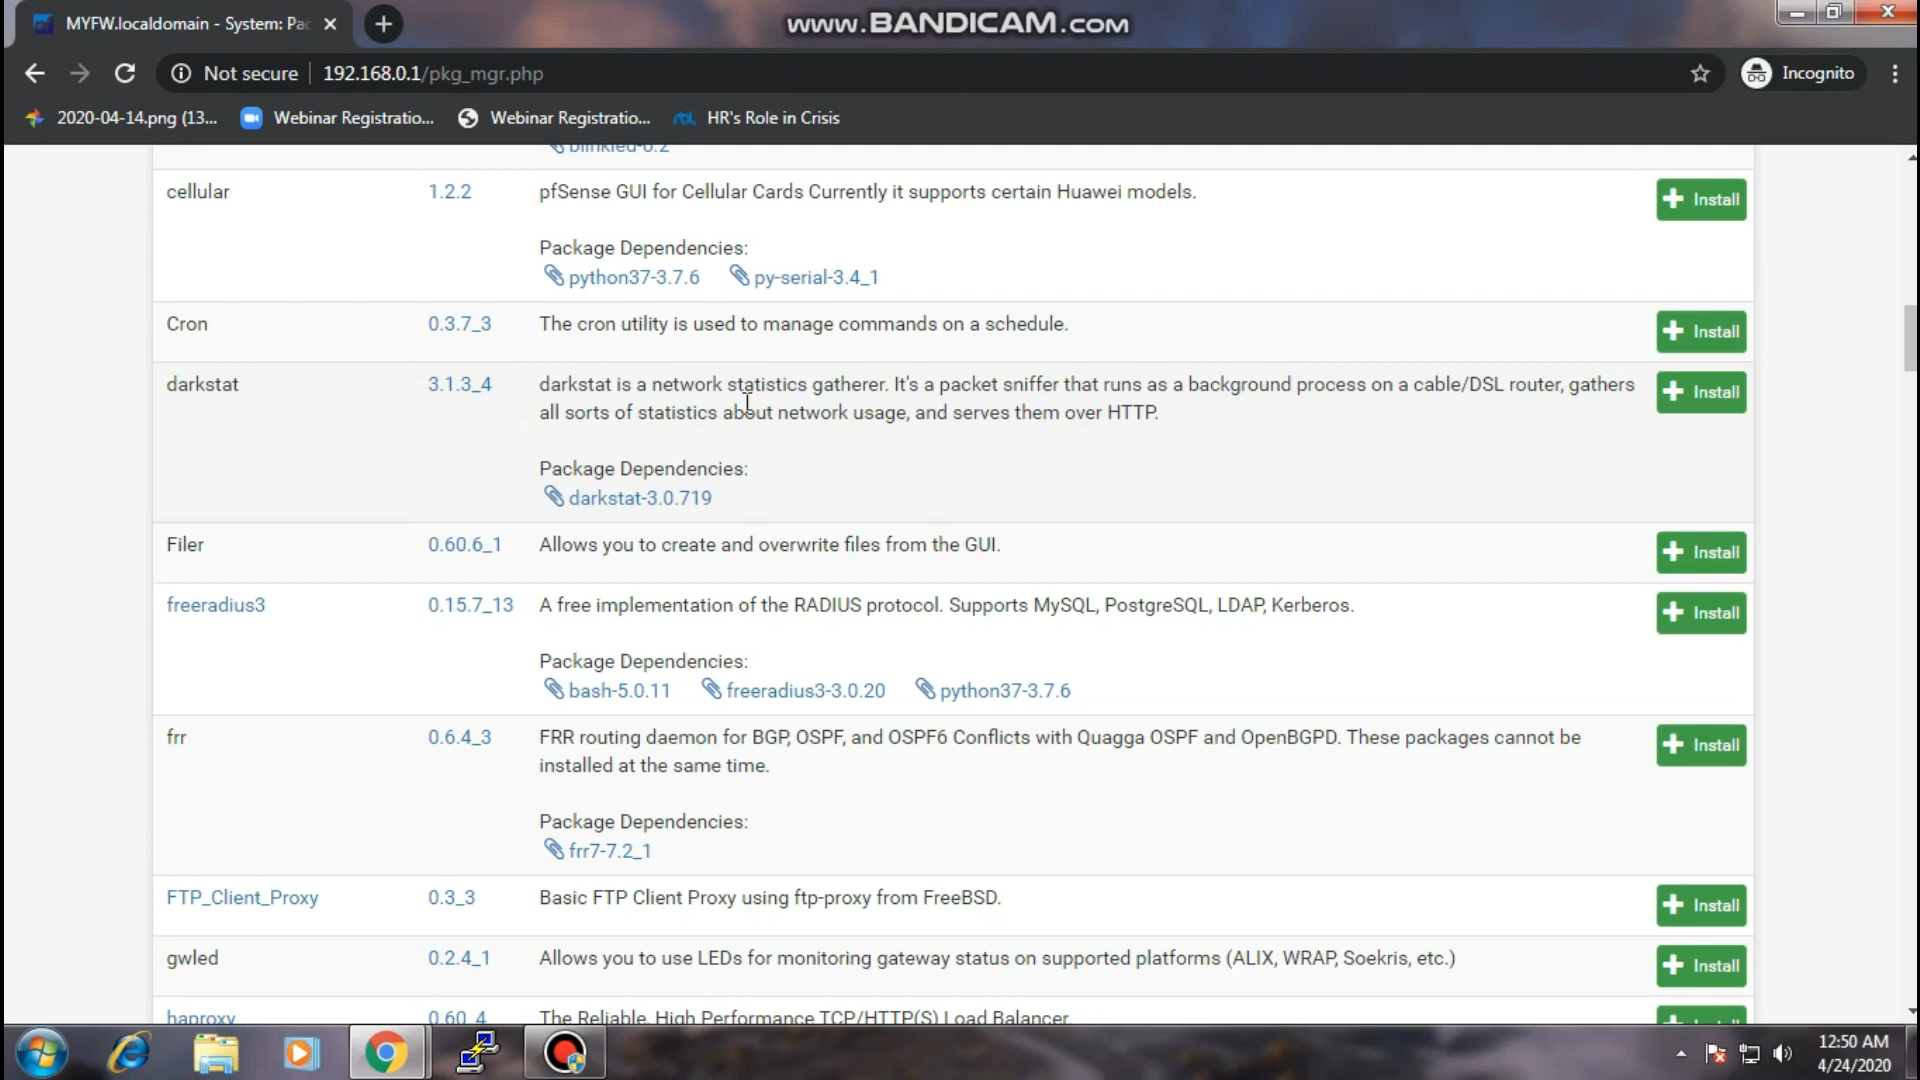 MYFW.localdomain - System: Pac
www.BANDICAM.com
Not secure
192.168.0.1/pkg_mgr.php
Incognito
2020-04-14.png (13...
Webinar Registratio...
Webinar Registratio...
HR's Role in Crisis
blinkled-0.2
cellular
1.2.2
pfSense GUI for Cellular Cards Currently it supports certain Huawei models.
Install
Package Dependencies:
python37-3.7.6
py-serial-3.4_1
Cron
0.3.7_3
The cron utility is used to manage commands on a schedule.
Install
darkstat
3.1.3_4
darkstat is a network statistics gatherer. It's a packet sniffer that runs as a background process on a cable/DSL router, gathers
all sorts of statistics about network usage, and serves them over HTTP.
Install
Package Dependencies:
darkstat-3.0.719
Filer
0.60.6_1
Allows you to create and overwrite files from the GUI.
Install
freeradius3
0.15.7_13
A free implementation of the RADIUS protocol. Supports MySQL, PostgreSQL, LDAP, Kerberos.
Install
Package Dependencies:
bash-5.0.11
freeradius3-3.0.20
python37-3.7.6
frr
0.6.4_3
FRR routing daemon for BGP, OSPF, and OSPF6 Conflicts with Quagga OSPF and OpenBGPD. These packages cannot be
installed at the same time.
Install
Package Dependencies:
frr7-7.2_1
FTP_Client_Proxy
0.3_3
Basic FTP Client Proxy using ftp-proxy from FreeBSD.
Install
gwled
0.2.4_1
Allows you to use LEDs for monitoring gateway status on supported platforms (ALIX, WRAP, Soekris, etc.)
Install
haproxy
0.60_4
The Reliable, High Performance TCP/HTTP(S) Load Balancer.
Install
12:50 AM
4/24/2020